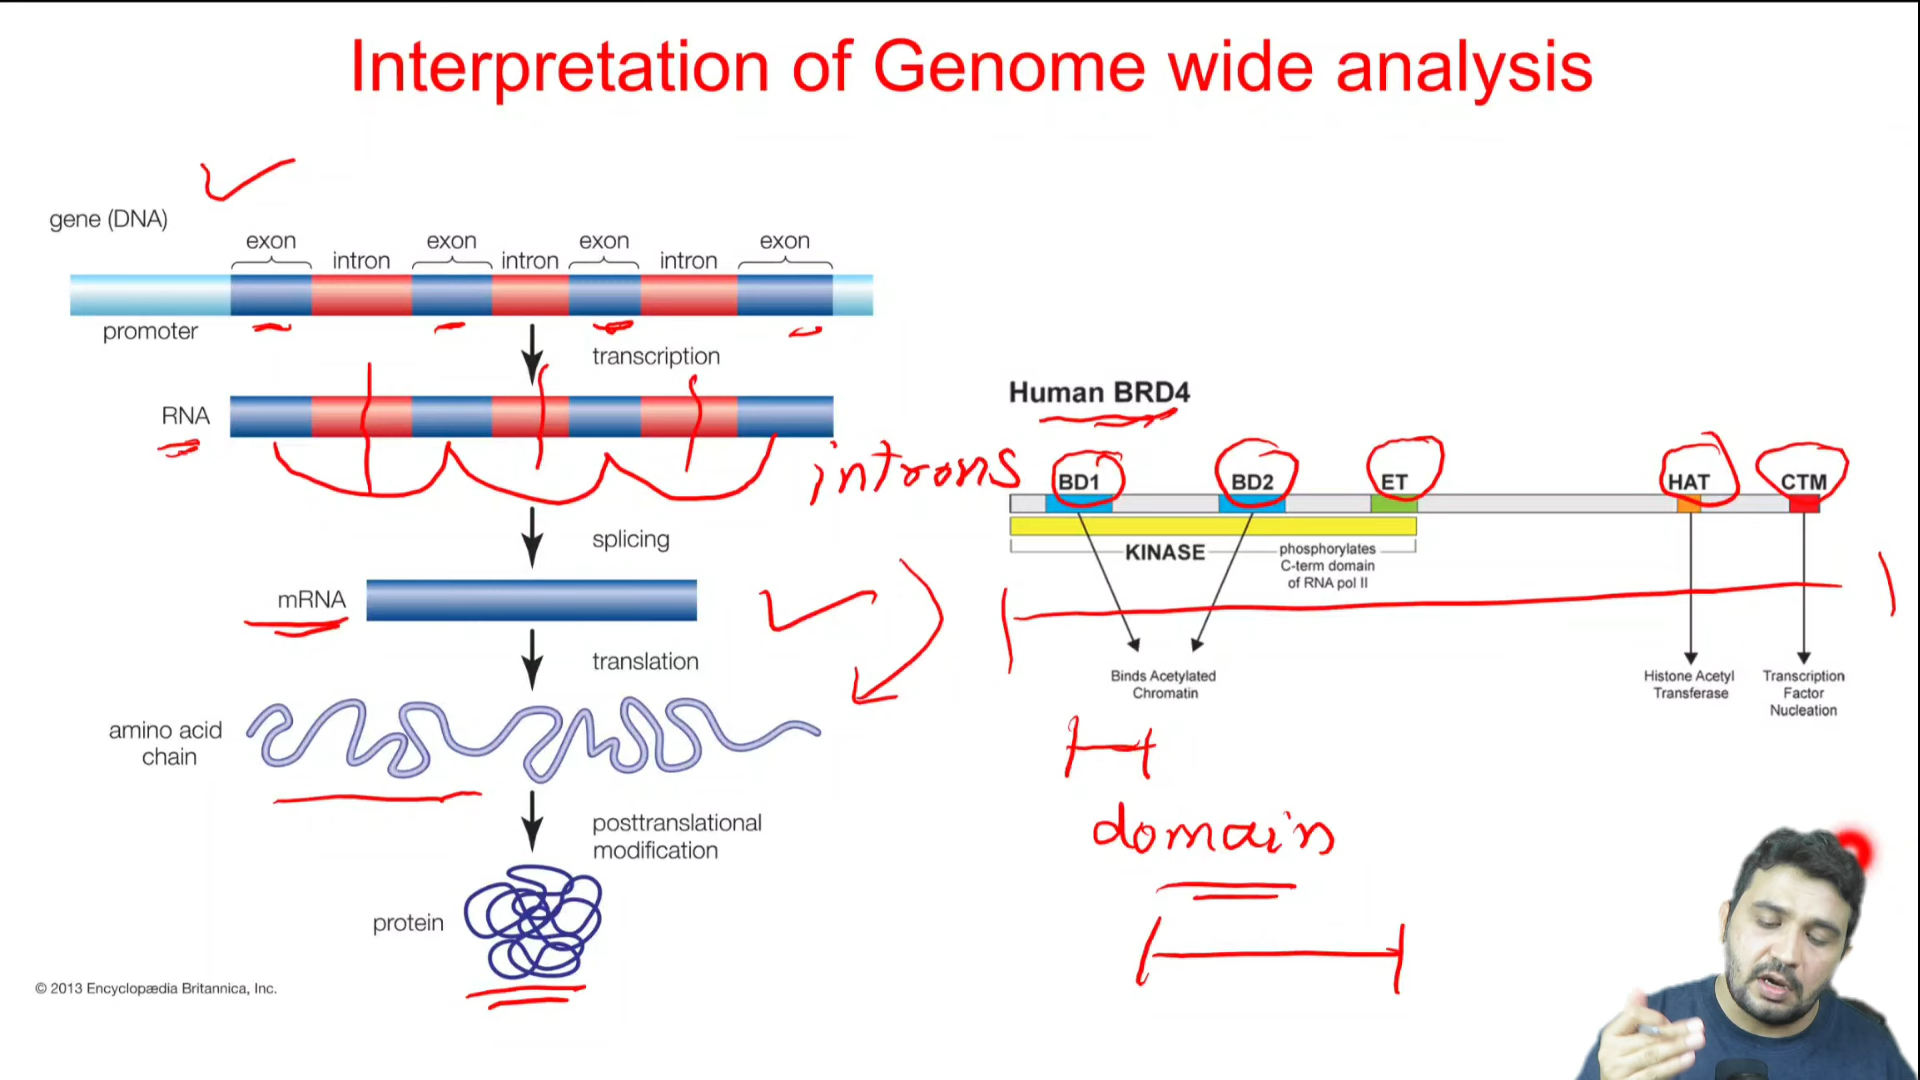 Interpretation of Genome wide analysis
gene (DNA)
exon exon exon exon
intron intron intron
promoter
transcription
RNA
splicing
mRNA
translation
amino acid
chain
posttranslational
modification
protein
© 2013 Encyclopædia Britannica, Inc.
introns
Human BRD4
BD1 BD2 ET HAT CTM
KINASE
phosphorylates
C-term domain
of RNA pol II
Binds Acetylated
Chromatin
Histone Acetyl
Transferase
Transcription
Factor
Nucleation
domains